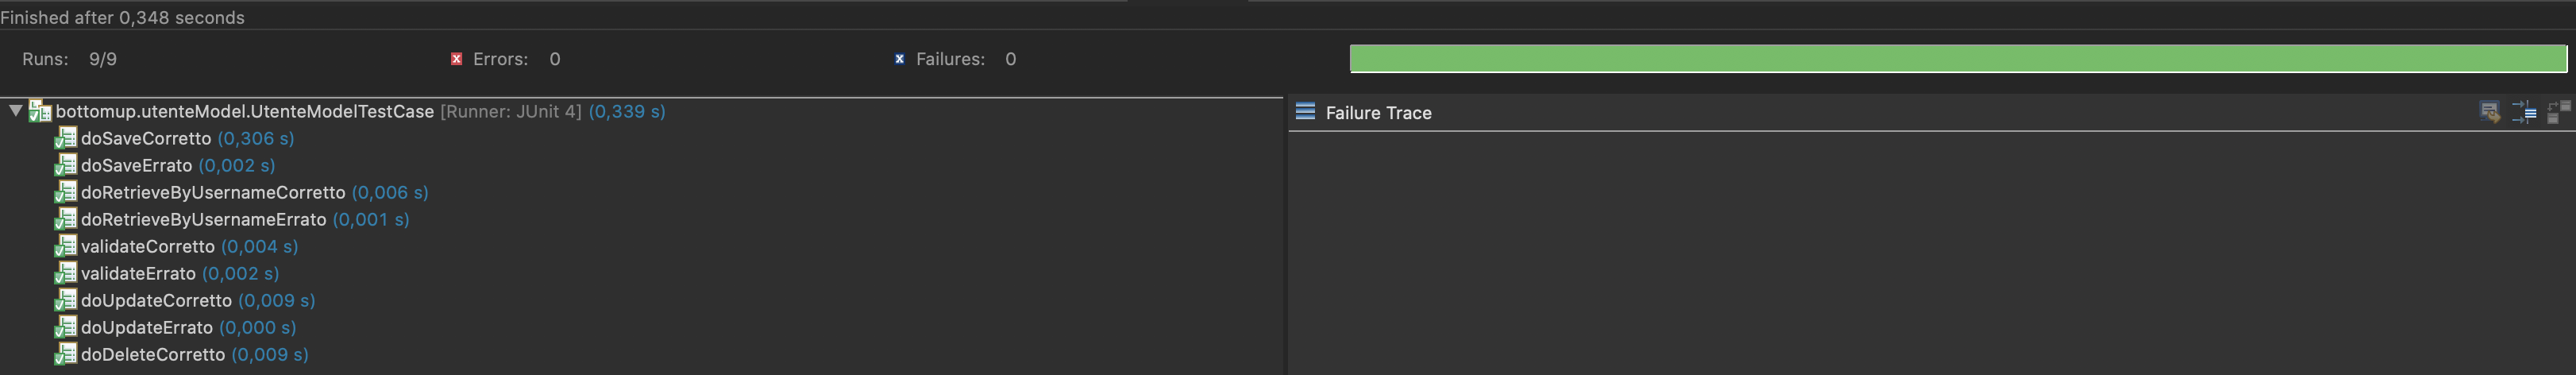 Finished after 0,348 seconds
Runs: 9/9 Errors: 0 Failures: 0
bottomup.utenteModel.UtenteModelTestCase [Runner: JUnit 4] (0,339 s)
Failure Trace
doSaveCorretto (0,306 s)
doSaveErrato (0,002 s)
doRetrieveByUsernameCorretto (0,006 s)
doRetrieveByUsernameErrato (0,001 s)
validateCorretto (0,004 s)
validateErrato (0,002 s)
doUpdateCorretto (0,009 s)
doUpdateErrato (0,000 s)
doDeleteCorretto (0,009 s)